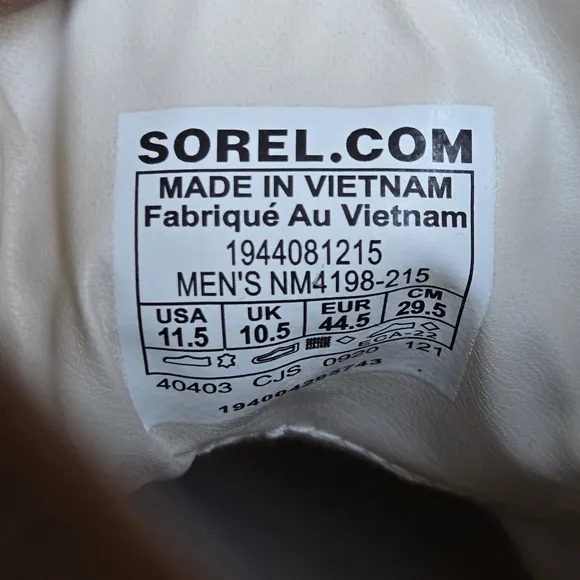 SOREL.COM
MADE IN VIETNAM
Fabriqué Au Vietnam
1944081215
MEN'S NM4198-215
USA UK EUR CM
11.5 10.5 44.5 29.5
ECA-22
40403 CJS 0920 121